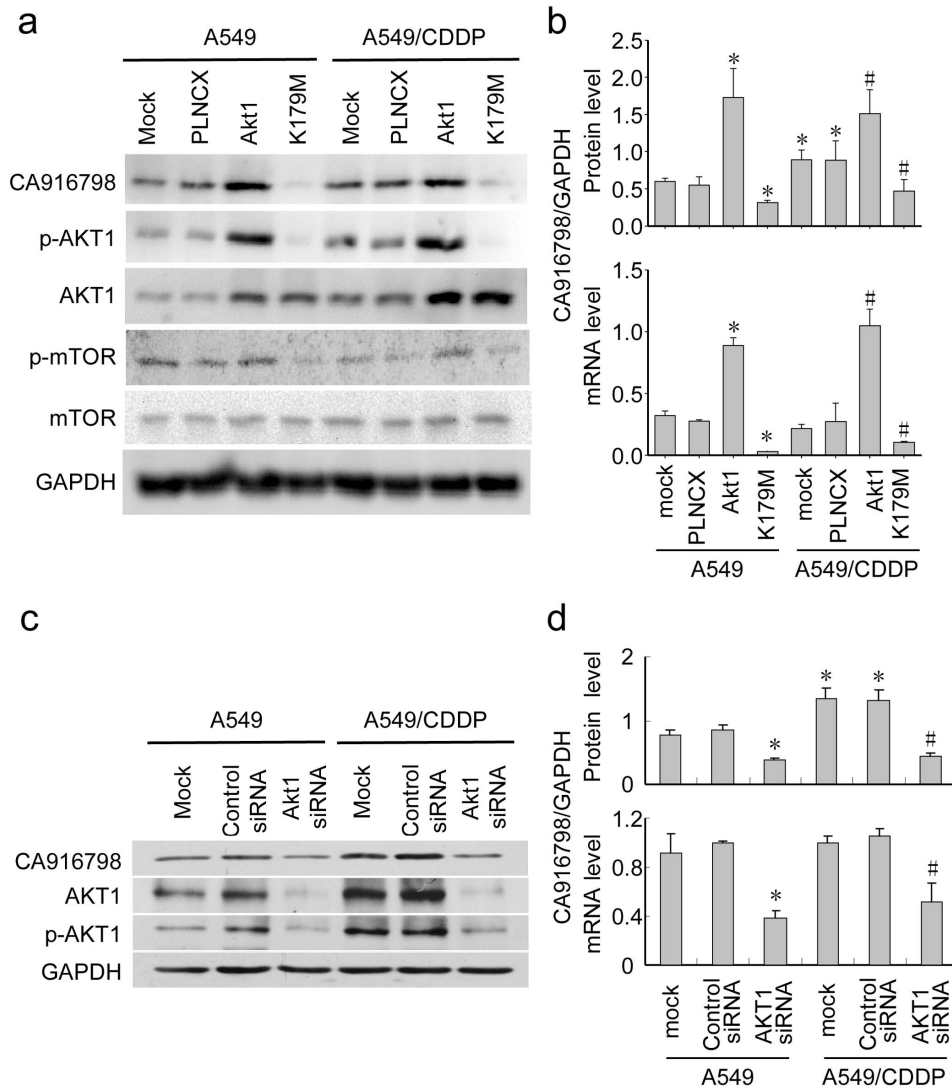 a
A549 A549/CDDP
Mock PLNCX Akt1 K179M Mock PLNCX Akt1 K179M
CA916798
p-AKT1
AKT1
p-mTOR
mTOR
GAPDH
b
CA916798/GAPDH
Protein level
2.5
2.0
1.5
1.0
0.5
0.0
* * * * # #
mRNA level
1.5
1.0
0.5
0.0
* * # #
mock PLNCX Akt1 K179M mock PLNCX Akt1 K179M
A549 A549/CDDP
c
A549 A549/CDDP
Mock Control siRNA Akt1 siRNA Mock Control siRNA Akt1 siRNA
CA916798
AKT1
p-AKT1
GAPDH
d
CA916798/GAPDH
Protein level
2
1
0
* * * #
mRNA level
1.2
0.8
0.4
0
* #
mock Control siRNA AKT1 siRNA mock Control siRNA AKT1 siRNA
A549 A549/CDDP